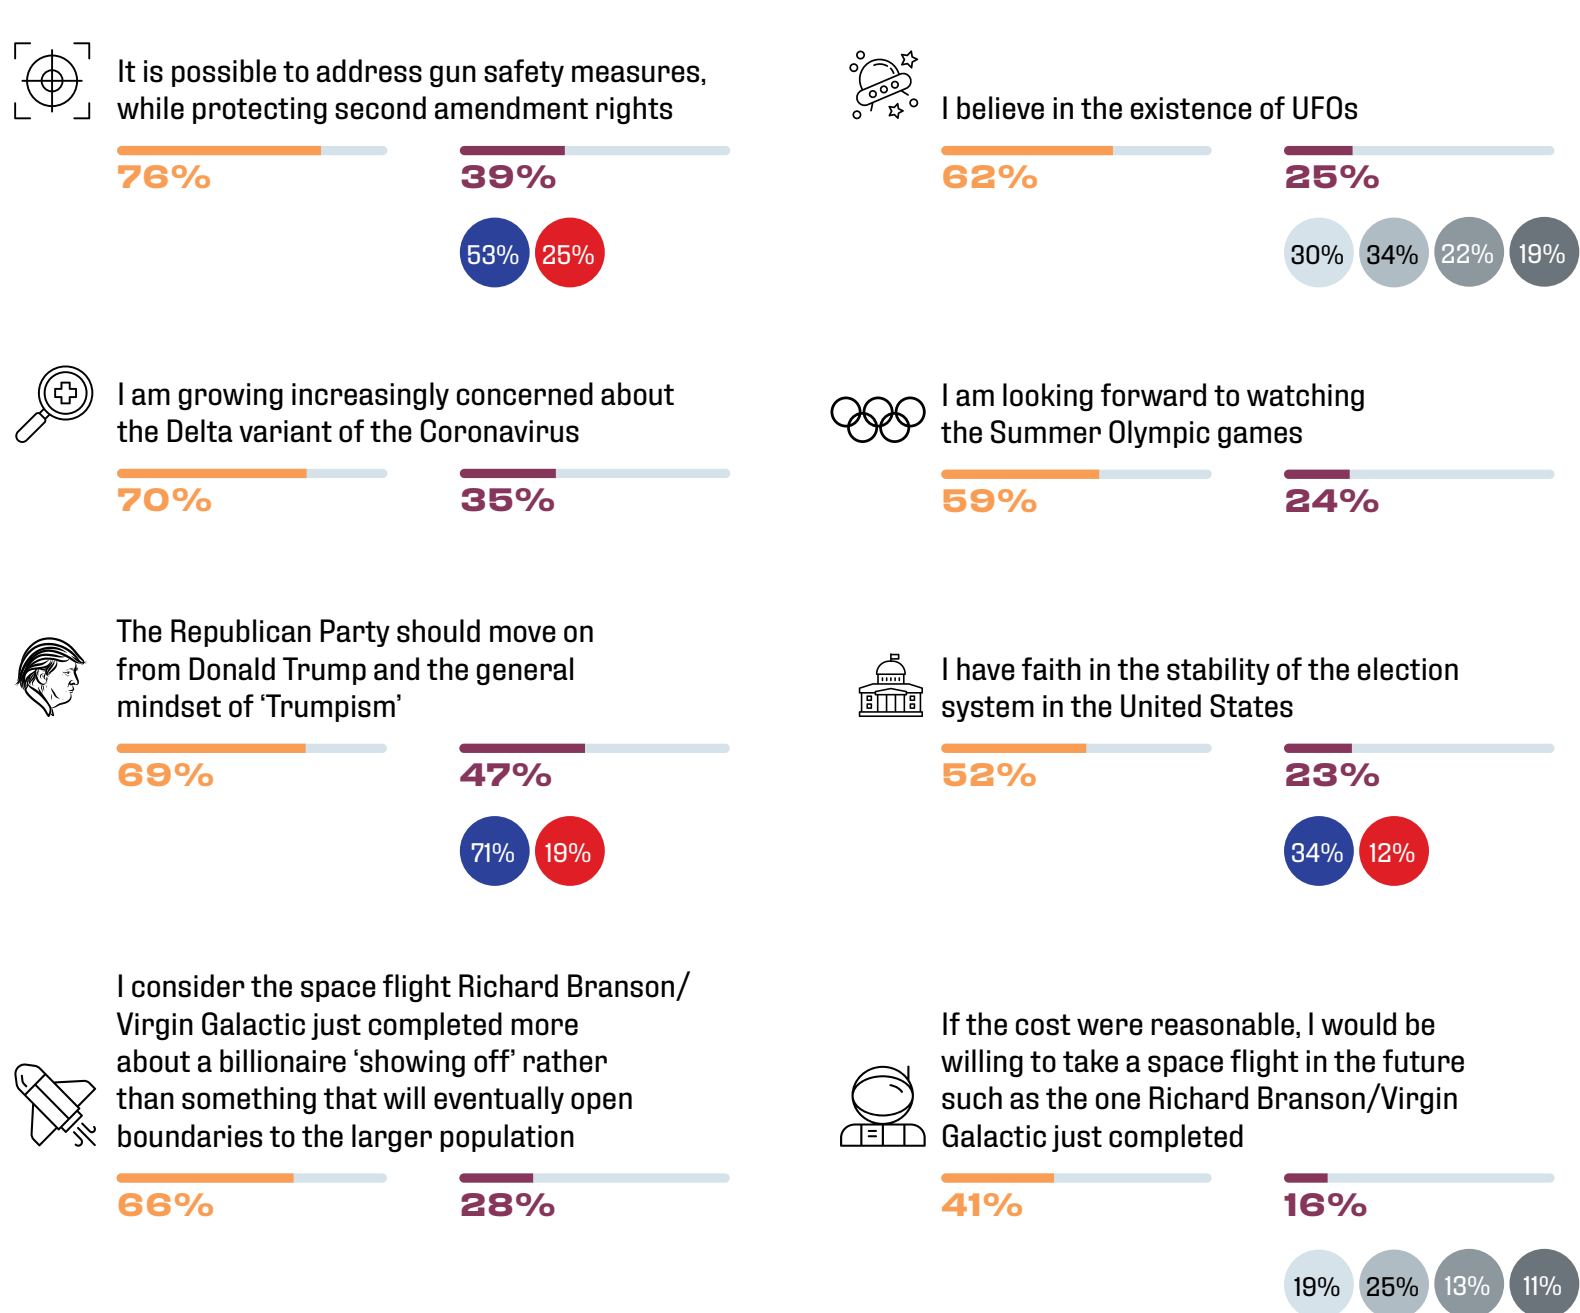 It is possible to address gun safety measures,
while protecting second amendment rights
76%
39%
53%
25%
I believe in the existence of UFOs
62%
25%
30%
34%
22%
19%
I am growing increasingly concerned about
the Delta variant of the Coronavirus
70%
35%
I am looking forward to watching
the Summer Olympic games
59%
24%
The Republican Party should move on
from Donald Trump and the general
mindset of ‘Trumpism’
69%
47%
71%
19%
I have faith in the stability of the election
system in the United States
52%
23%
34%
12%
I consider the space flight Richard Branson/
Virgin Galactic just completed more
about a billionaire ‘showing off’ rather
than something that will eventually open
boundaries to the larger population
66%
28%
If the cost were reasonable, I would be
willing to take a space flight in the future
such as the one Richard Branson/Virgin
Galactic just completed
41%
16%
19%
25%
13%
11%